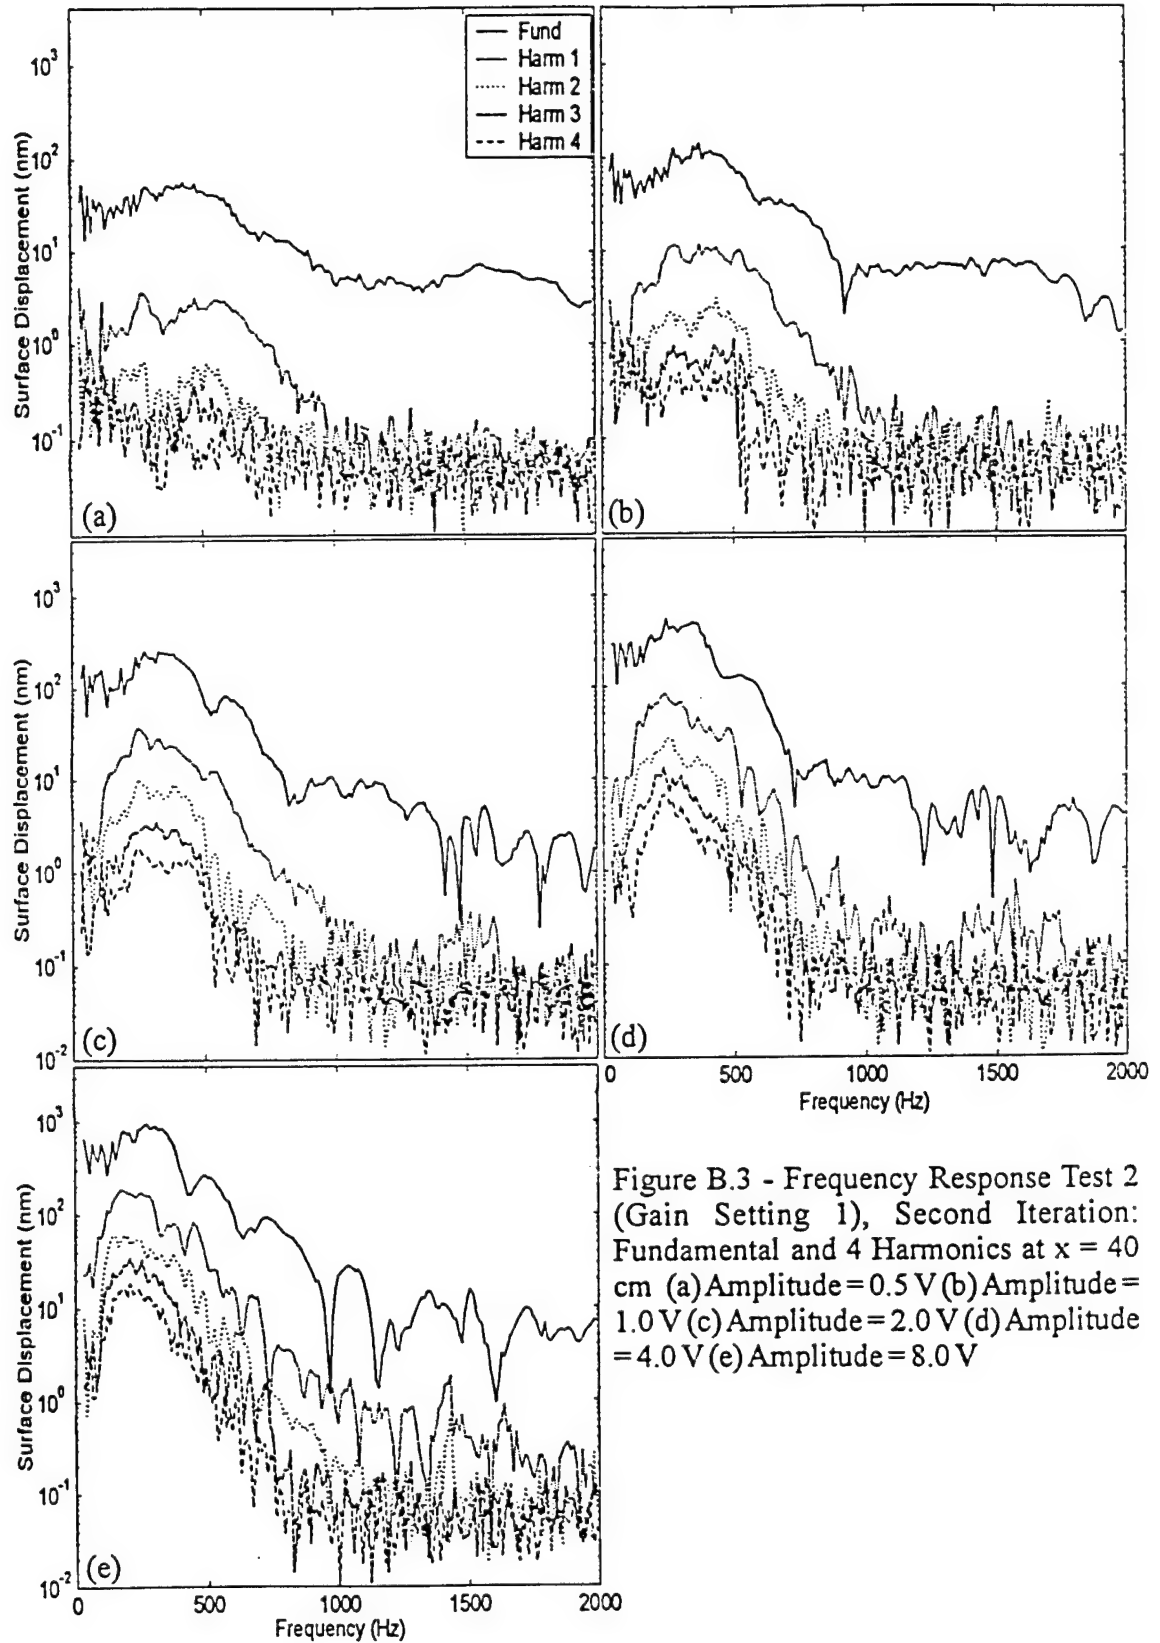 Fund
Harm 1
Harm 2
Harm 3
Harm 4
10³
10²
10¹
10⁰
10⁻¹
Surface Displacement (nm)
(a)
(b)
10³
10²
10¹
10⁰
10⁻¹
10⁻²
Surface Displacement (nm)
(c)
(d)
0 500 1000 1500 2000
Frequency (Hz)
10³
10²
10¹
10⁰
10⁻¹
10⁻²
Surface Displacement (nm)
(e)
0 500 1000 1500 2000
Frequency (Hz)
Figure B.3 - Frequency Response Test 2
(Gain Setting 1), Second Iteration:
Fundamental and 4 Harmonics at x = 40
cm (a) Amplitude = 0.5 V (b) Amplitude =
1.0 V (c) Amplitude = 2.0 V (d) Amplitude
= 4.0 V (e) Amplitude = 8.0 V